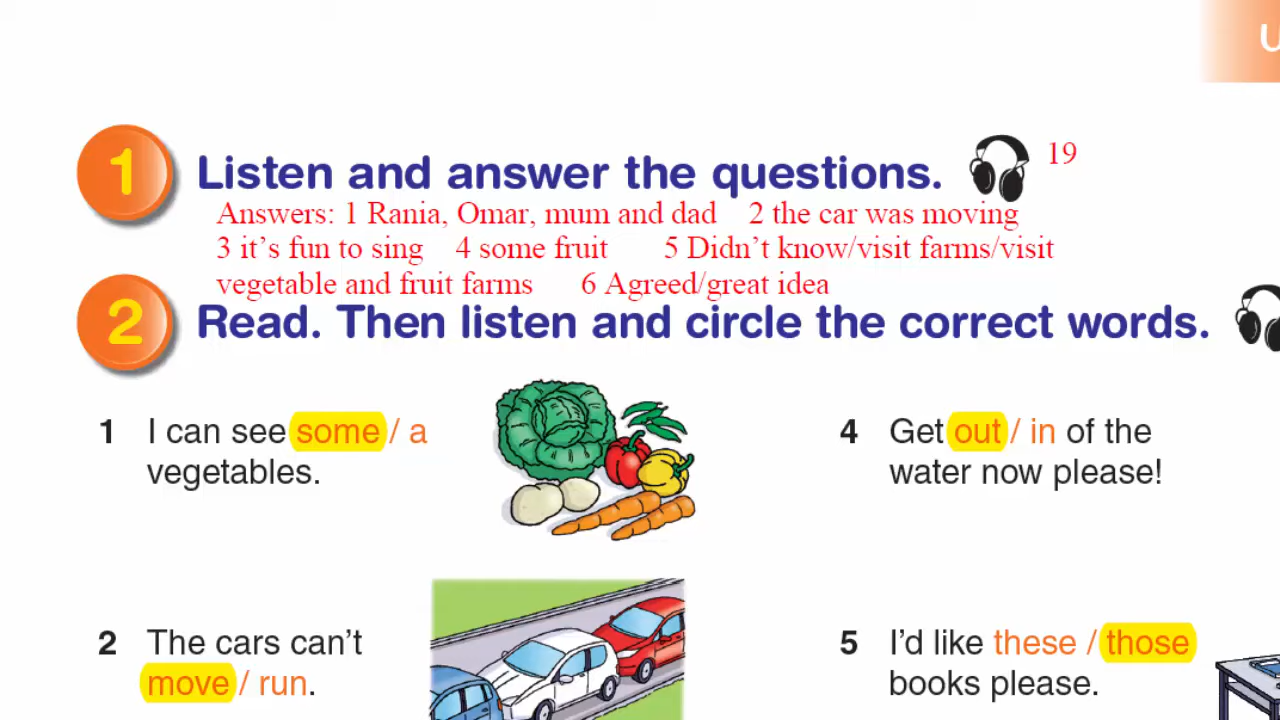 U
1 Listen and answer the questions. 19
Answers: 1 Rania, Omar, mum and dad 2 the car was moving
3 it’s fun to sing 4 some fruit 5 Didn’t know/visit farms/visit
vegetable and fruit farms 6 Agreed/great idea
2 Read. Then listen and circle the correct words.
1 I can see some / a
vegetables.
2 The cars can’t
move / run.
4 Get out / in of the
water now please!
5 I’d like these / those
books please.